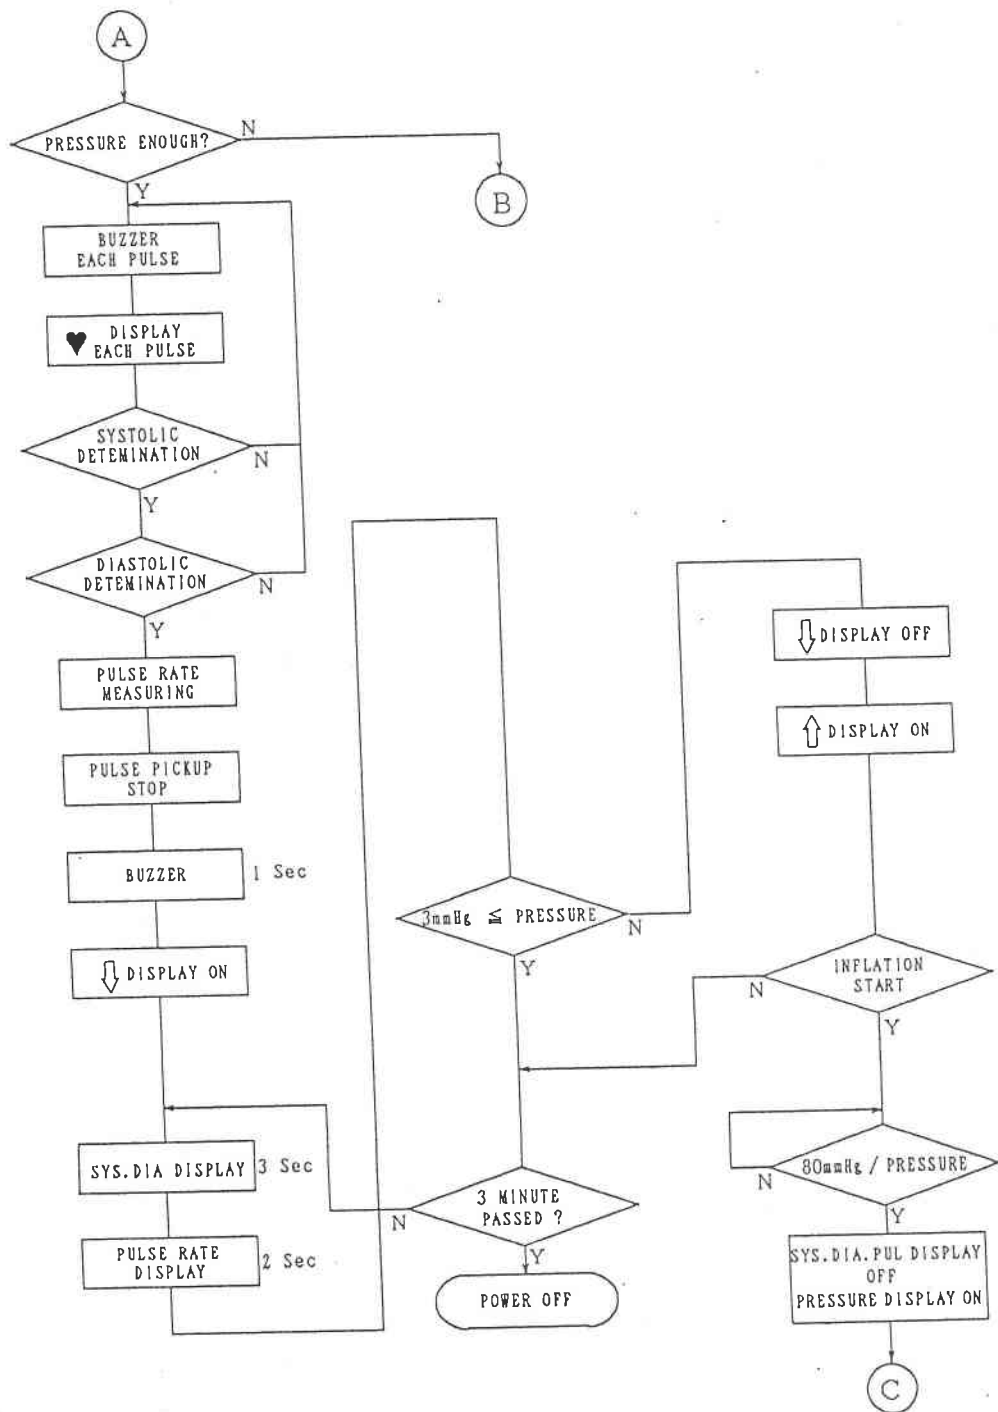 A
PRESSURE ENOUGH?
N
B
Y
BUZZER
EACH PULSE
♥ DISPLAY
EACH PULSE
SYSTOLIC
DETEMINATION
N
Y
DIASTOLIC
DETEMINATION
N
Y
PULSE RATE
MEASURING
PULSE PICKUP
STOP
BUZZER
1 Sec
⇩ DISPLAY ON
SYS.DIA DISPLAY
3 Sec
PULSE RATE
DISPLAY
2 Sec
3mmHg ≦ PRESSURE
N
Y
3 MINUTE
PASSED ?
N
Y
POWER OFF
⇩ DISPLAY OFF
⇧ DISPLAY ON
INFLATION
START
N
Y
80mmHg / PRESSURE
N
Y
SYS.DIA.PUL DISPLAY
OFF
PRESSURE DISPLAY ON
C